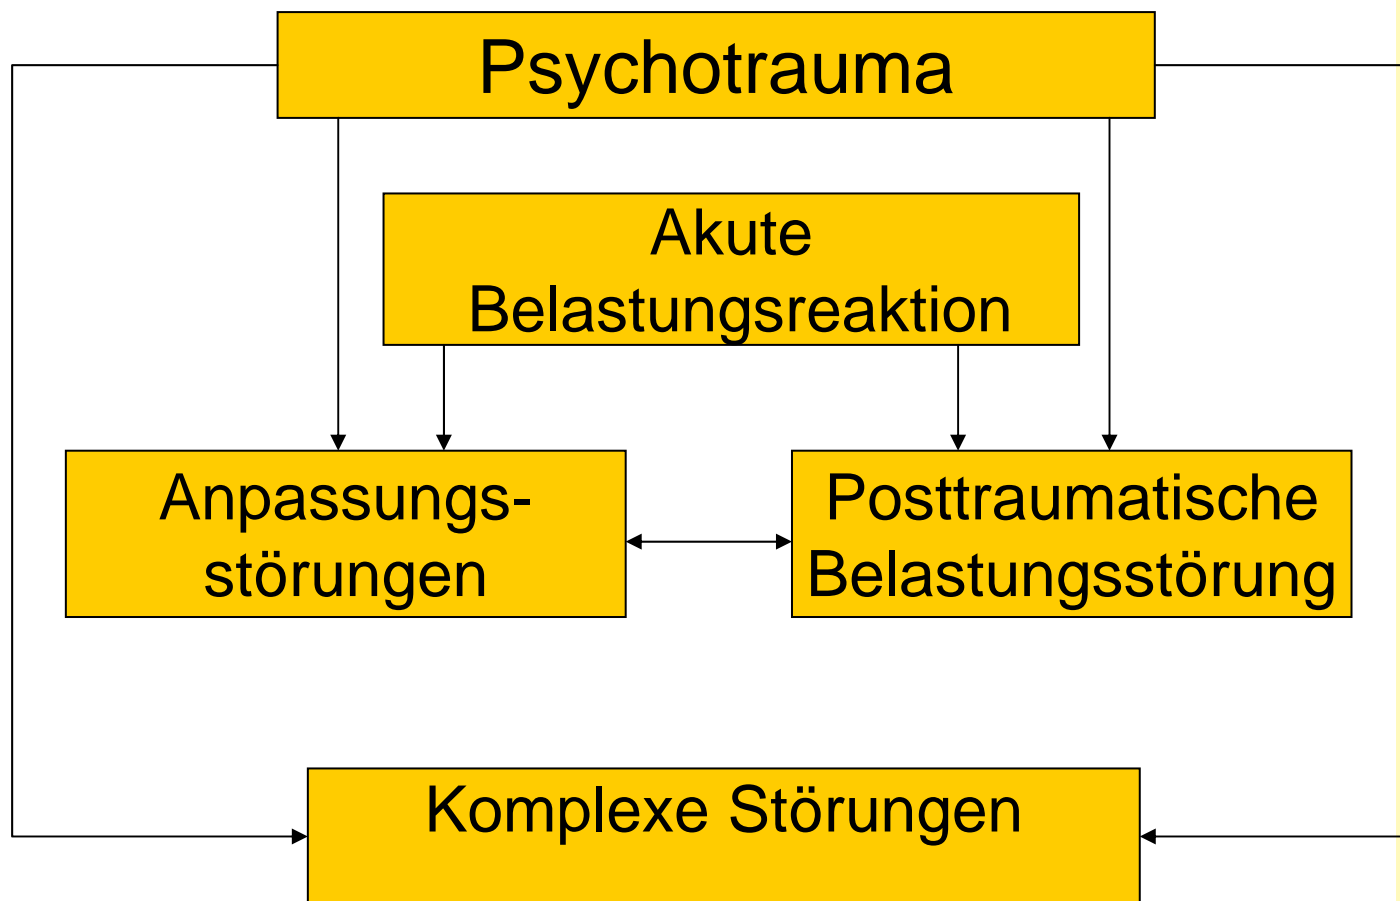 Psychotrauma
Akute
Belastungsreaktion
Anpassungs-
störungen
Posttraumatische
Belastungsstörung
Komplexe Störungen